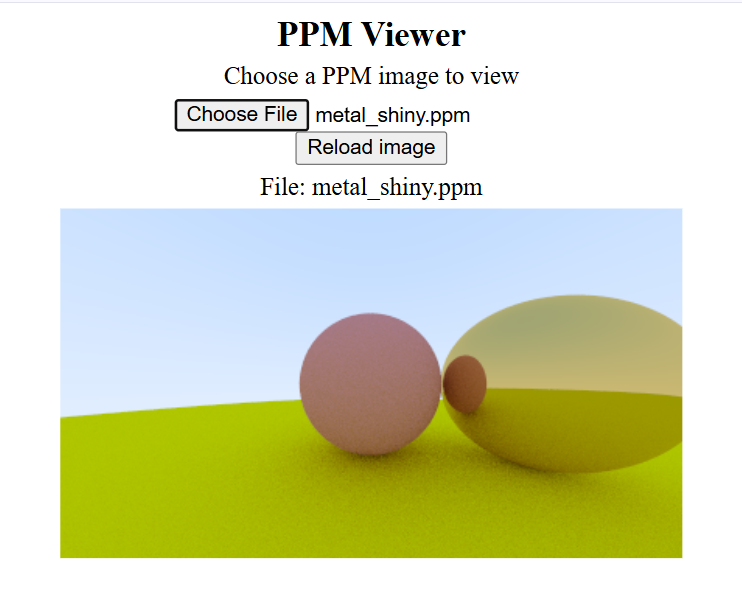 PPM Viewer
Choose a PPM image to view
Choose File metal_shiny.ppm
Reload image
File: metal_shiny.ppm